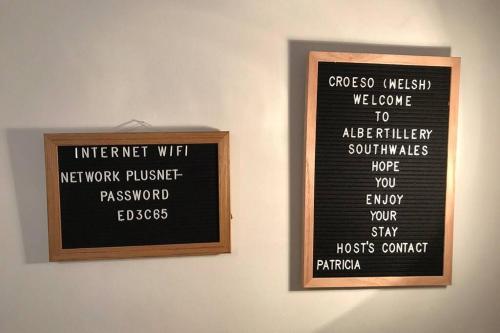 INTERNET WIFI
NETWORK PLUSNET-
PASSWORD
ED3C65
CROESO (WELSH)
WELCOME
TO
ALBERTILLERY
SOUTHWALES
HOPE
YOU
ENJOY
YOUR
STAY
HOST'S CONTACT
PATRICIA